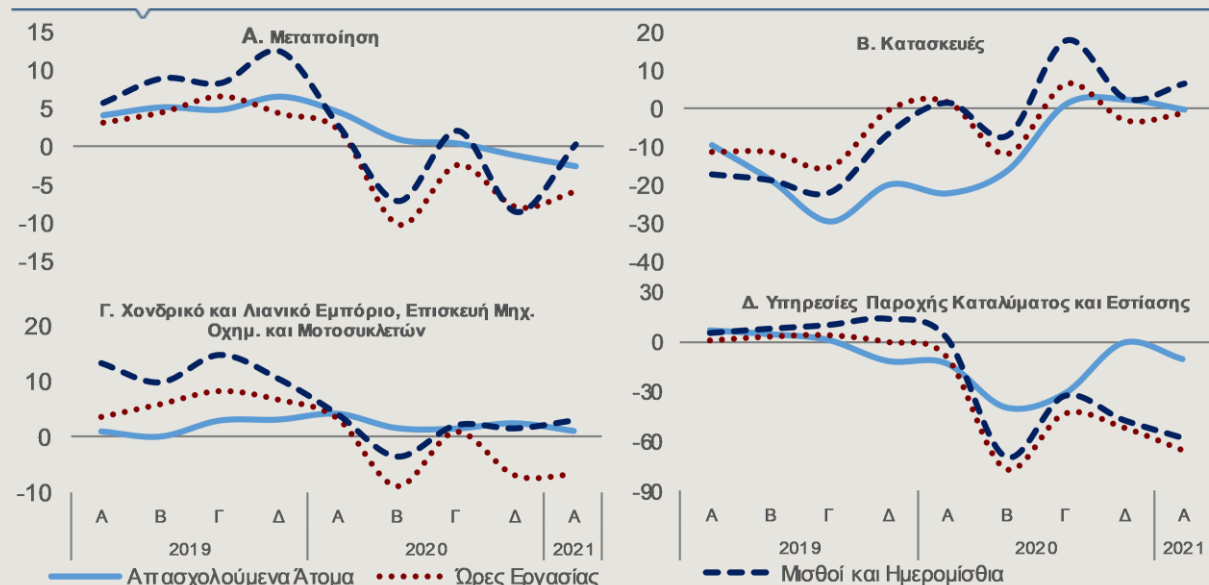 Α. Μεταποίηση
15
10
5
0
-5
-10
-15
Β. Κατασκευές
20
10
0
-10
-20
-30
-40
Γ. Χονδρικό και Λιανικό Εμπόριο, Επισκευή Μηχ.
Οχημ. και Μοτοσυκλετών
20
10
0
-10
Α Β Γ Δ Α Β Γ Δ Α
2019 2020 2021
Δ. Υπηρεσίες Παροχής Καταλύματος και Εστίασης
30
0
-30
-60
-90
Α Β Γ Δ Α Β Γ Δ Α
2019 2020 2021
Απασχολούμενα Άτομα Ώρες Εργασίας Μισθοί και Ημερομίσθια